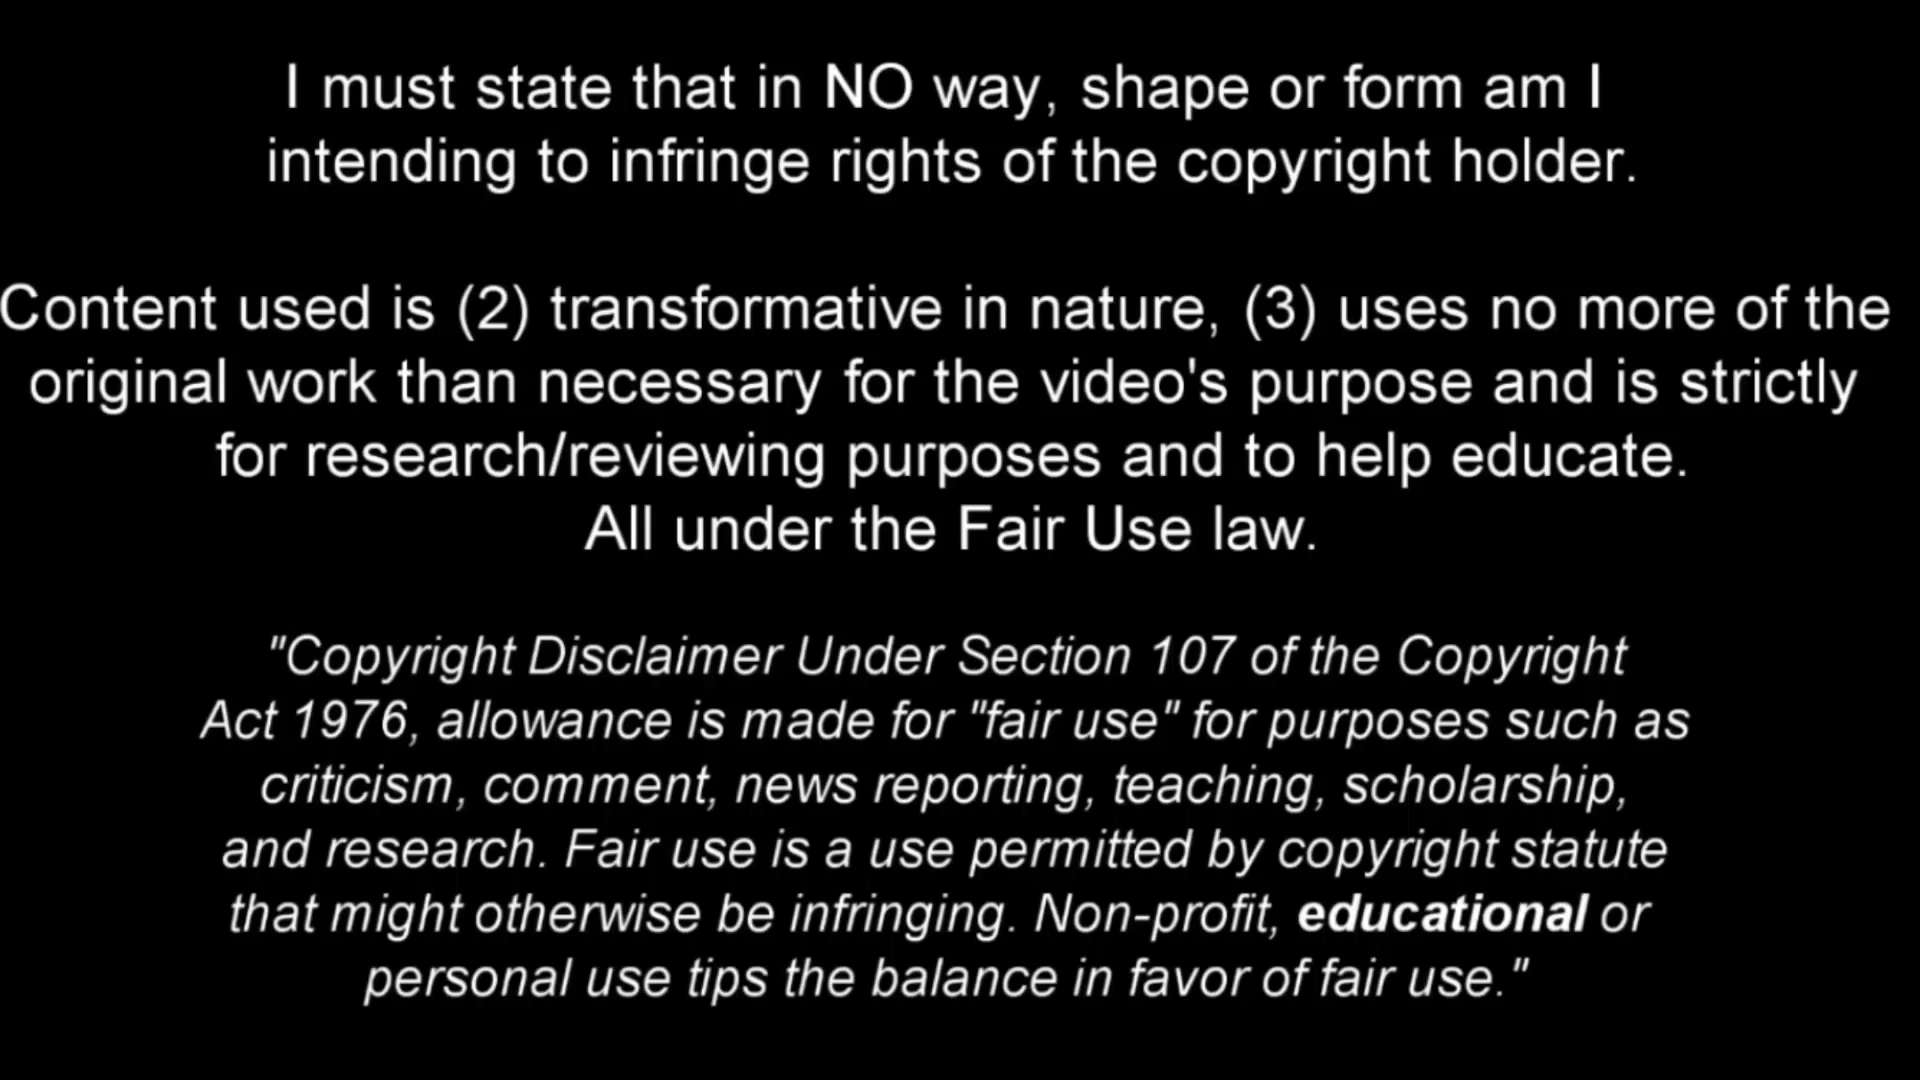 I must state that in NO way, shape or form am I
intending to infringe rights of the copyright holder.
Content used is (2) transformative in nature, (3) uses no more of the
original work than necessary for the video's purpose and is strictly
for research/reviewing purposes and to help educate.
All under the Fair Use law.
"Copyright Disclaimer Under Section 107 of the Copyright
Act 1976, allowance is made for "fair use" for purposes such as
criticism, comment, news reporting, teaching, scholarship,
and research. Fair use is a use permitted by copyright statute
that might otherwise be infringing. Non-profit, educational or
personal use tips the balance in favor of fair use."